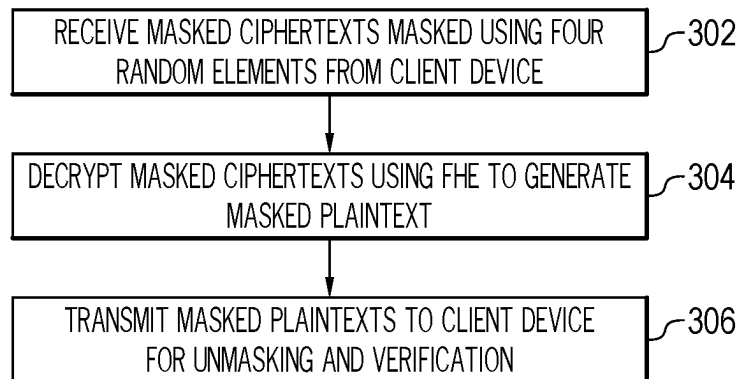 RECEIVE MASKED CIPHERTEXTS MASKED USING FOUR
RANDOM ELEMENTS FROM CLIENT DEVICE
302
DECRYPT MASKED CIPHERTEXTS USING FHE TO GENERATE
MASKED PLAINTEXT
304
TRANSMIT MASKED PLAINTEXTS TO CLIENT DEVICE
FOR UNMASKING AND VERIFICATION
306